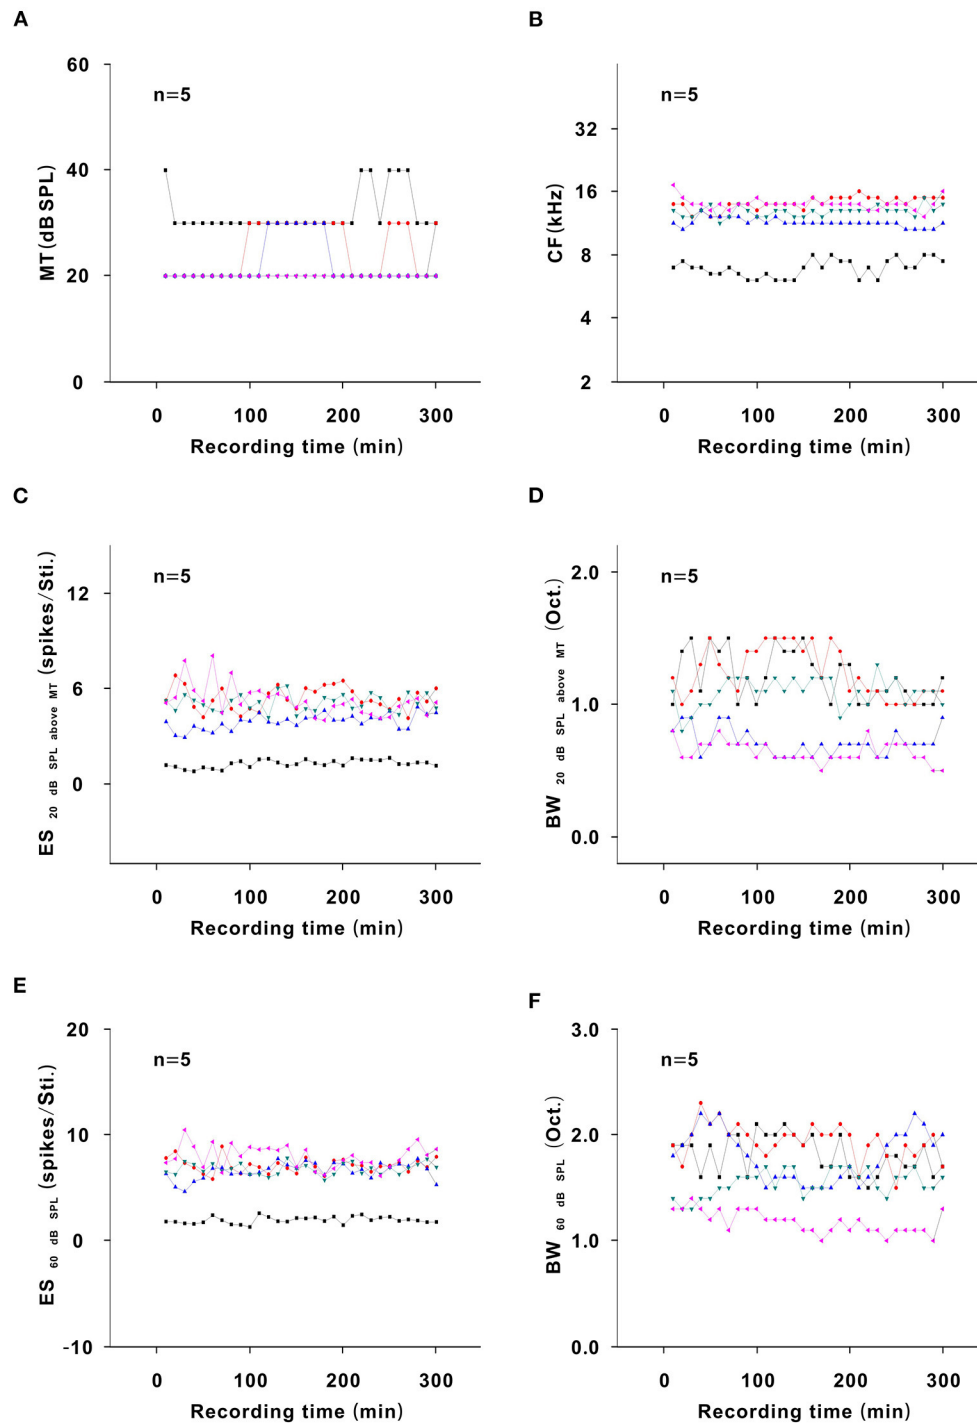 A
B
60
n=5
40
20
0
MT (dB SPL)
0 100 200 300
Recording time (min)
n=5
32
16
8
4
2
CF (kHz)
0 100 200 300
Recording time (min)
C
D
n=5
12
6
0
ES 20 dB SPL above MT (spikes/Sti.)
0 100 200 300
Recording time (min)
2.0
n=5
1.0
0.0
BW 20 dB SPL above MT (Oct.)
0 100 200 300
Recording time (min)
E
F
20
n=5
10
0
-10
ES 60 dB SPL (spikes/Sti.)
0 100 200 300
Recording time (min)
3.0
n=5
2.0
1.0
0.0
BW 60 dB SPL (Oct.)
0 100 200 300
Recording time (min)